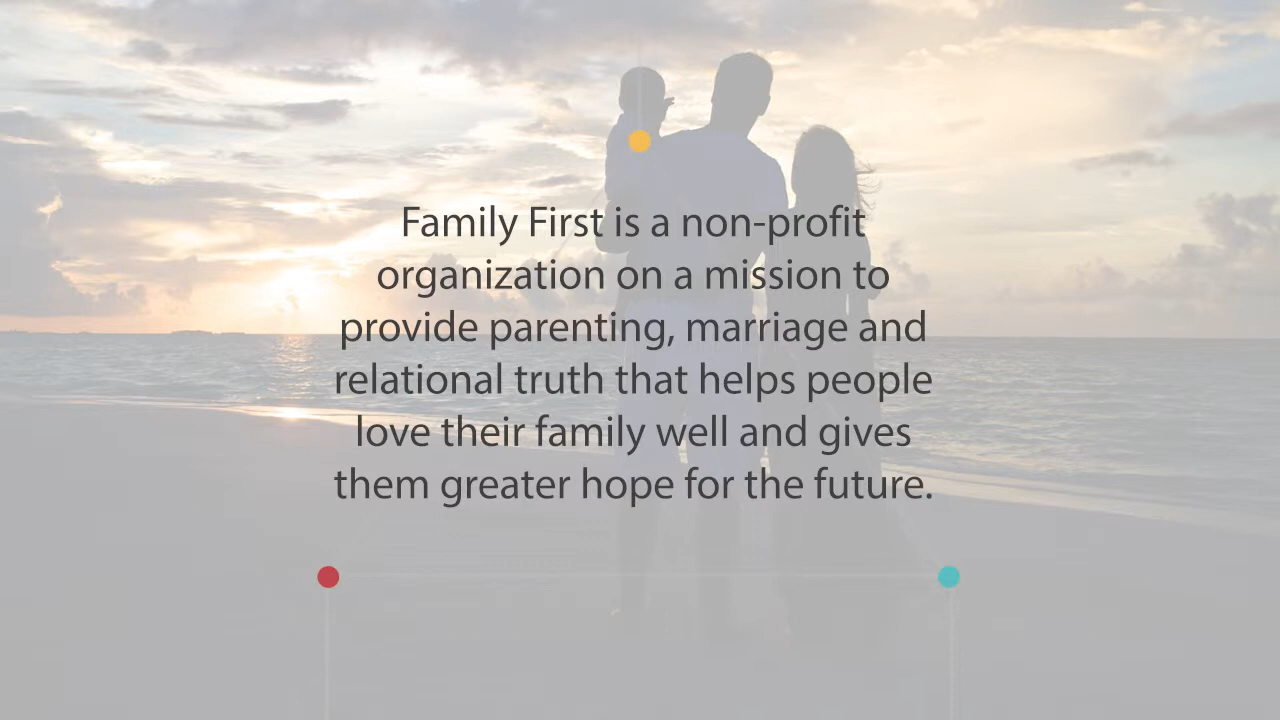 Family First is a non-profit
organization on a mission to
provide parenting, marriage and
relational truth that helps people
love their family well and gives
them greater hope for the future.